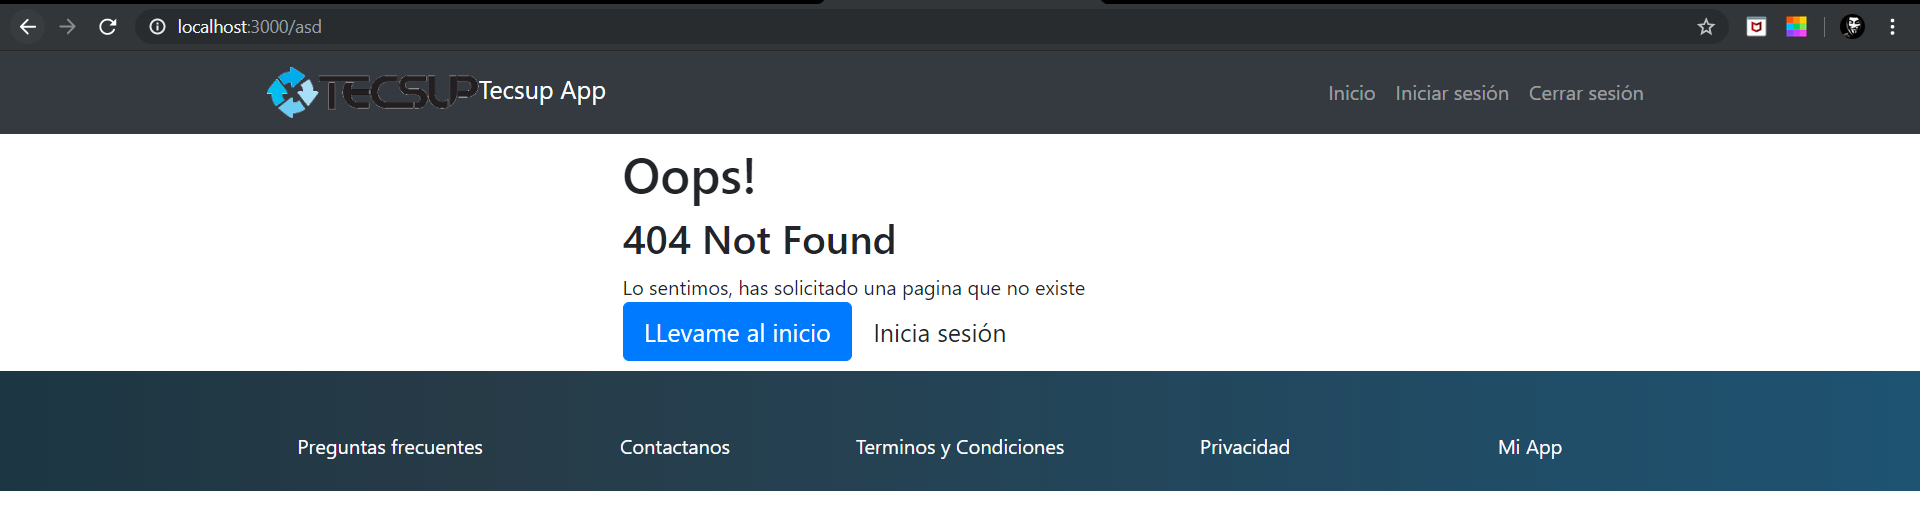 localhost:3000/asd
TECSUP Tecsup App
Inicio Iniciar sesión Cerrar sesión
Oops!
404 Not Found
Lo sentimos, has solicitado una pagina que no existe
LLevame al inicio Inicia sesión
Preguntas frecuentes Contactanos Terminos y Condiciones Privacidad Mi App